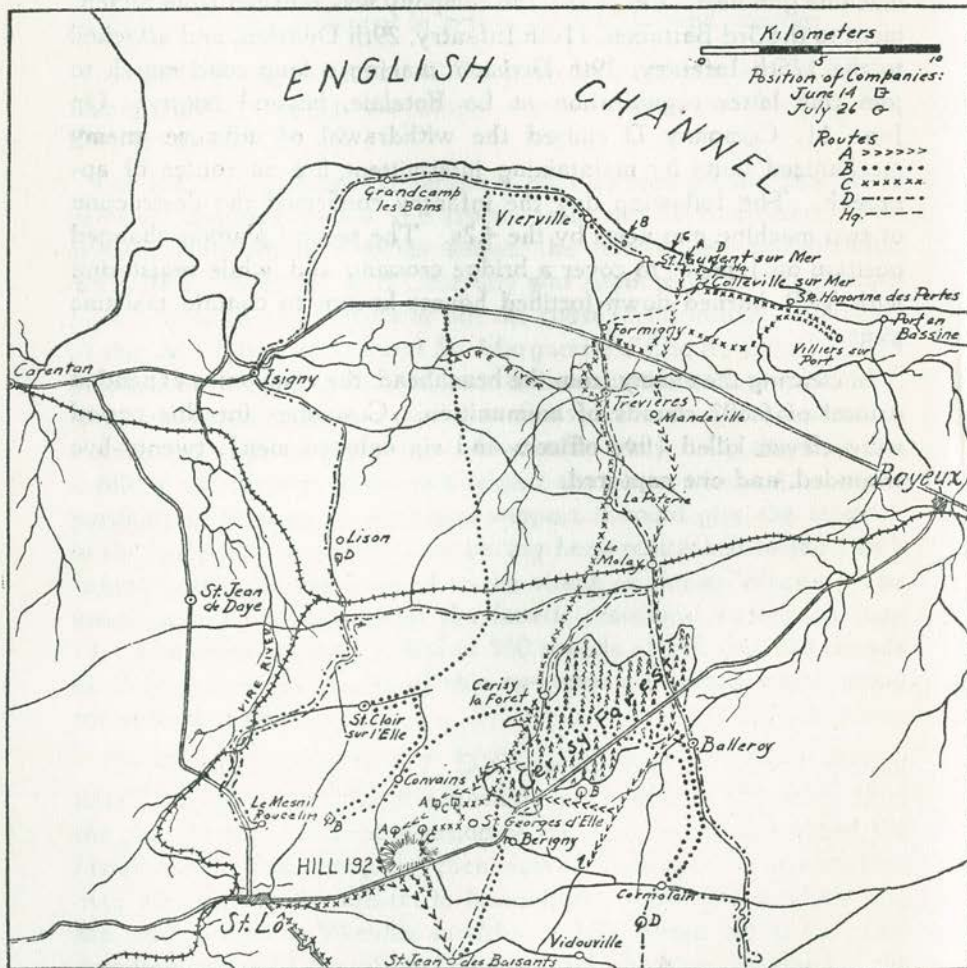 ENGLISH CHANNEL
Kilometers
0 5 10
Position of Companies:
June 14
July 26
Routes
A >>>>>>
B ••••••
C xxxxxx
D
Hq -----
Grandcamp
les Bains
Vierville
B
D
St Laurent sur Mer
Colleville sur Mer
Ste. Honorine des Pertes
Port en
Bassine
Villiers sur
Port
Formigny
Carentan
Isigny
Trévières
Mandeville
Bayeux
La Poterie
Lison
D
Le
Molay
St. Jean
de Daye
VIRE RIVER
Cerisy
la Foret
St. Clair
sur l'Elle
Balleroy
Convains
B
A
Le Mesnil
Roucelin
B
A
St. Georges d'Elle
Berigny
HILL 192
St. Lo
Cormolain
D
Vidouville
St. Jean des Baisants